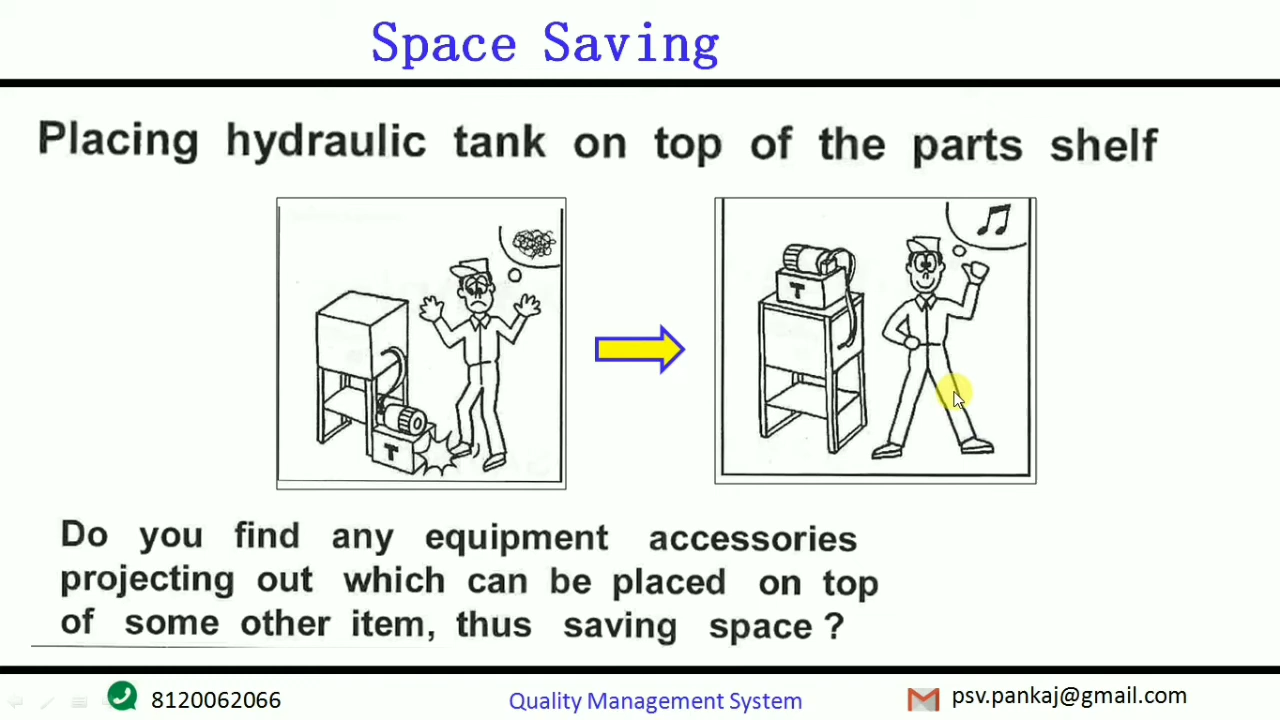 Space Saving
Placing hydraulic tank on top of the parts shelf
T
T
Do you find any equipment accessories
projecting out which can be placed on top
of some other item, thus saving space ?
8120062066
Quality Management System
psv.pankaj@gmail.com